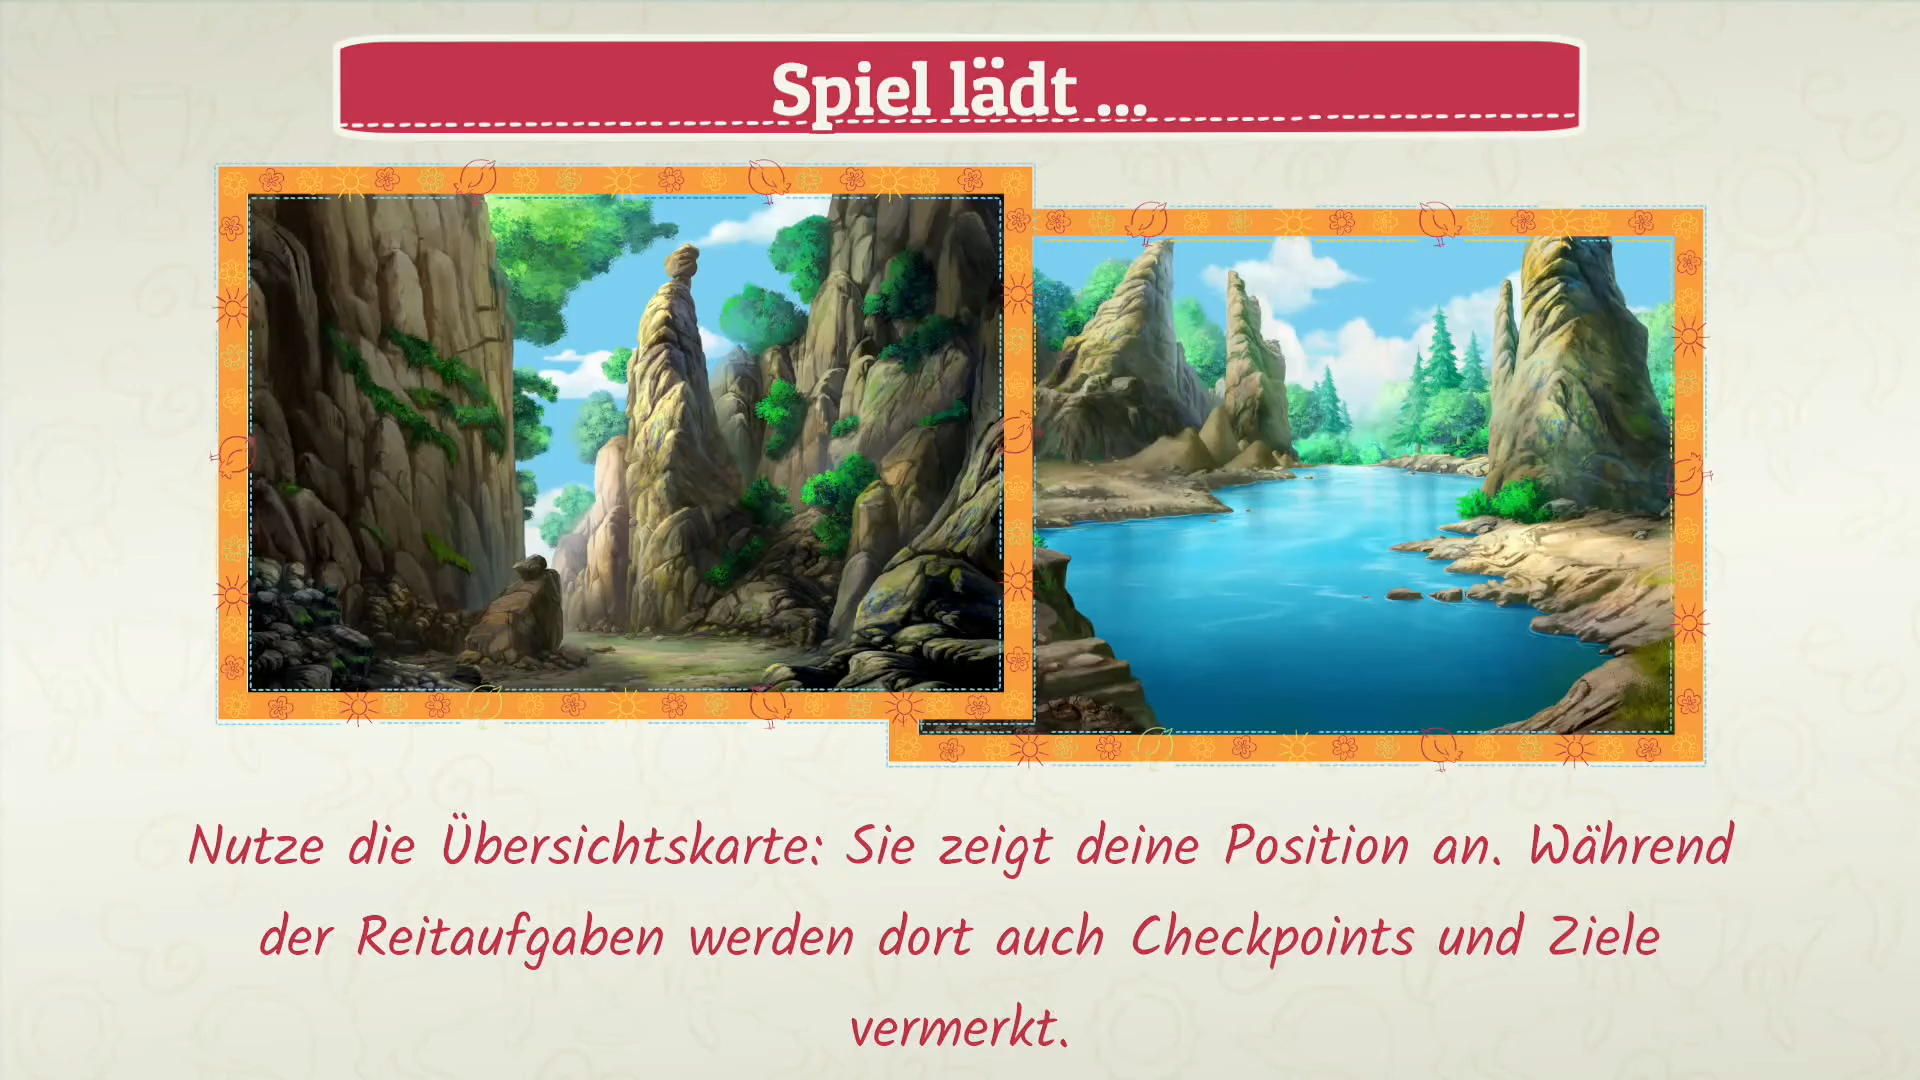 Spiel lädt ...
Nutze die Übersichtskarte: Sie zeigt deine Position an. Während
der Reitaufgaben werden dort auch Checkpoints und Ziele
vermerkt.